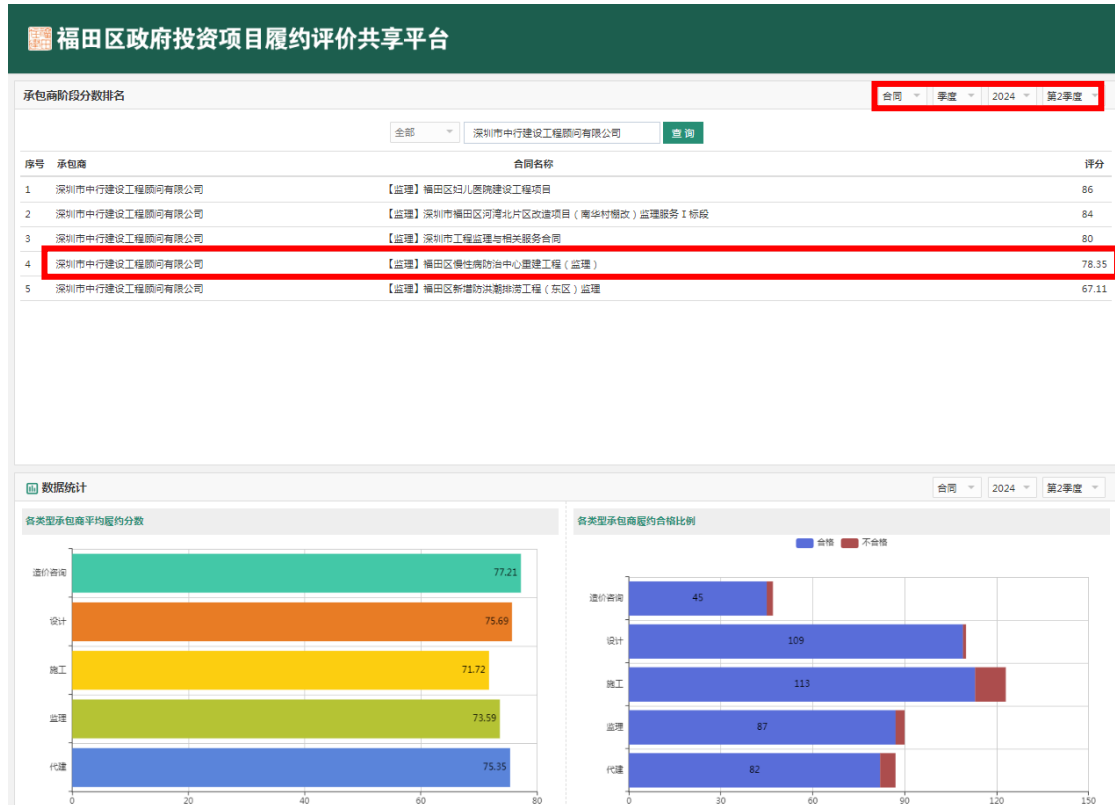 福田区政府投资项目履约评价共享平台
承包商阶段分数排名 合同 季度 2024 第2季度
全部 深圳市中行建设工程顾问有限公司 查询
序号 承包商 合同名称 评分
1 深圳市中行建设工程顾问有限公司 【监理】福田区妇儿医院建设工程项目 86
2 深圳市中行建设工程顾问有限公司 【监理】深圳市福田区河湾北片区改造项目（南华村棚改）监理服务Ⅰ标段 84
3 深圳市中行建设工程顾问有限公司 【监理】深圳市工程监理与相关服务合同 80
4 深圳市中行建设工程顾问有限公司 【监理】福田区慢性病防治中心重建工程（监理） 78.35
5 深圳市中行建设工程顾问有限公司 【监理】福田区新增防洪潮排涝工程（东区）监理 67.11
数据统计 合同 2024 第2季度
各类型承包商平均履约分数
造价咨询 77.21
设计 75.69
施工 71.72
监理 73.59
代建 75.35
0 20 40 60 80
各类型承包商履约合格比例
合格 不合格
造价咨询 45
设计 109
施工 113
监理 87
代建 82
0 30 60 90 120 150